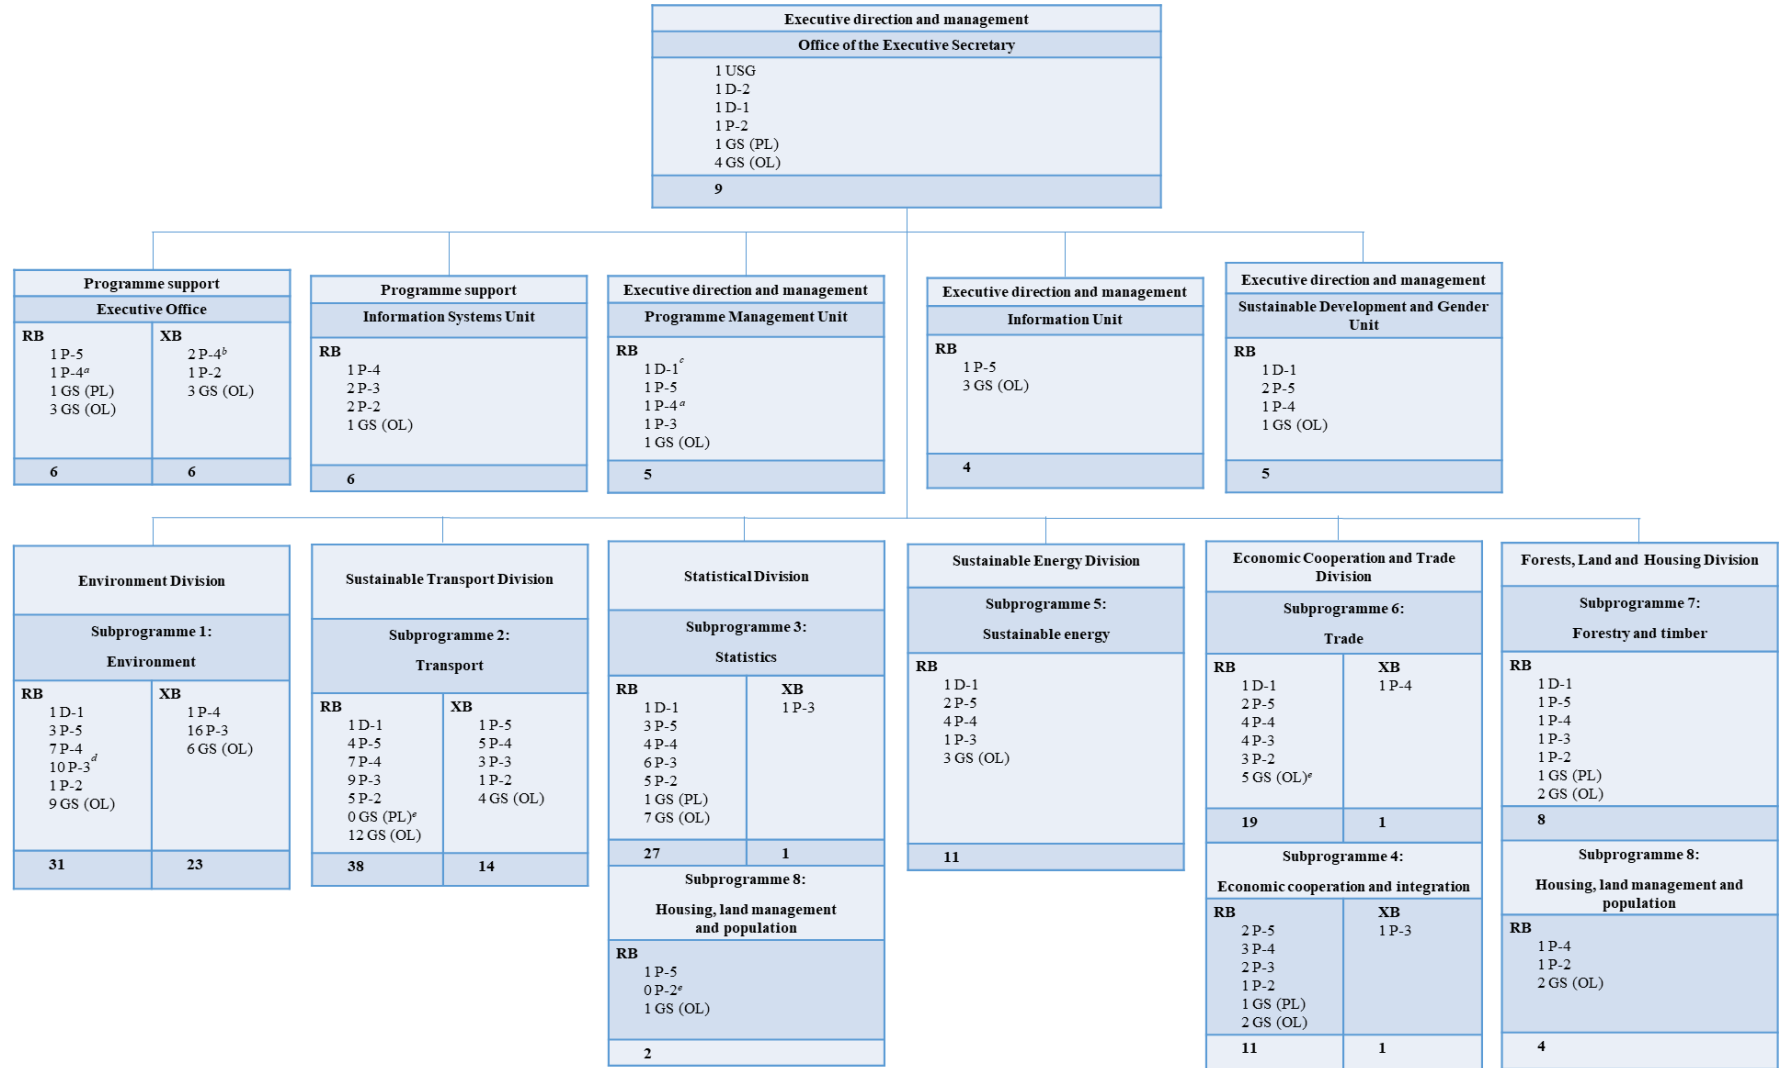 Executive direction and management
Office of the Executive Secretary
1 USG
1 D-2
1 D-1
1 P-2
1 GS (PL)
4 GS (OL)
9
Programme support
Executive Office
RB
1 P-5
1 P-4a
1 GS (PL)
3 GS (OL)
6
XB
2 P-4b
1 P-2
3 GS (OL)
6
Programme support
Information Systems Unit
RB
1 P-4
2 P-3
2 P-2
1 GS (OL)
6
Executive direction and management
Programme Management Unit
RB
1 D-1c
1 P-5
1 P-4a
1 P-3
1 GS (OL)
5
Executive direction and management
Information Unit
RB
1 P-5
3 GS (OL)
4
Executive direction and management
Sustainable Development and Gender
Unit
RB
1 D-1
2 P-5
1 P-4
1 GS (OL)
5
Environment Division
Subprogramme 1:
Environment
RB
1 D-1
3 P-5
7 P-4
10 P-3d
1 P-2
9 GS (OL)
31
XB
1 P-4
16 P-3
6 GS (OL)
23
Sustainable Transport Division
Subprogramme 2:
Transport
RB
1 D-1
4 P-5
7 P-4
9 P-3
5 P-2
0 GS (PL)e
12 GS (OL)
38
XB
1 P-5
5 P-4
3 P-3
1 P-2
4 GS (OL)
14
Statistical Division
Subprogramme 3:
Statistics
RB
1 D-1
3 P-5
4 P-4
6 P-3
5 P-2
1 GS (PL)
7 GS (OL)
27
XB
1 P-3
1
Subprogramme 8:
Housing, land management
and population
RB
1 P-5
0 P-2e
1 GS (OL)
2
Sustainable Energy Division
Subprogramme 5:
Sustainable energy
RB
1 D-1
2 P-5
4 P-4
1 P-3
3 GS (OL)
11
Economic Cooperation and Trade
Division
Subprogramme 6:
Trade
RB
1 D-1
2 P-5
4 P-4
4 P-3
3 P-2
5 GS (OL)e
19
XB
1 P-4
1
Subprogramme 4:
Economic cooperation and integration
RB
2 P-5
3 P-4
2 P-3
1 P-2
1 GS (PL)
2 GS (OL)
11
XB
1 P-3
1
Forests, Land and Housing Division
Subprogramme 7:
Forestry and timber
RB
1 D-1
1 P-5
1 P-4
1 P-3
1 P-2
1 GS (PL)
2 GS (OL)
8
Subprogramme 8:
Housing, land management and
population
RB
1 P-4
1 P-2
2 GS (OL)
4